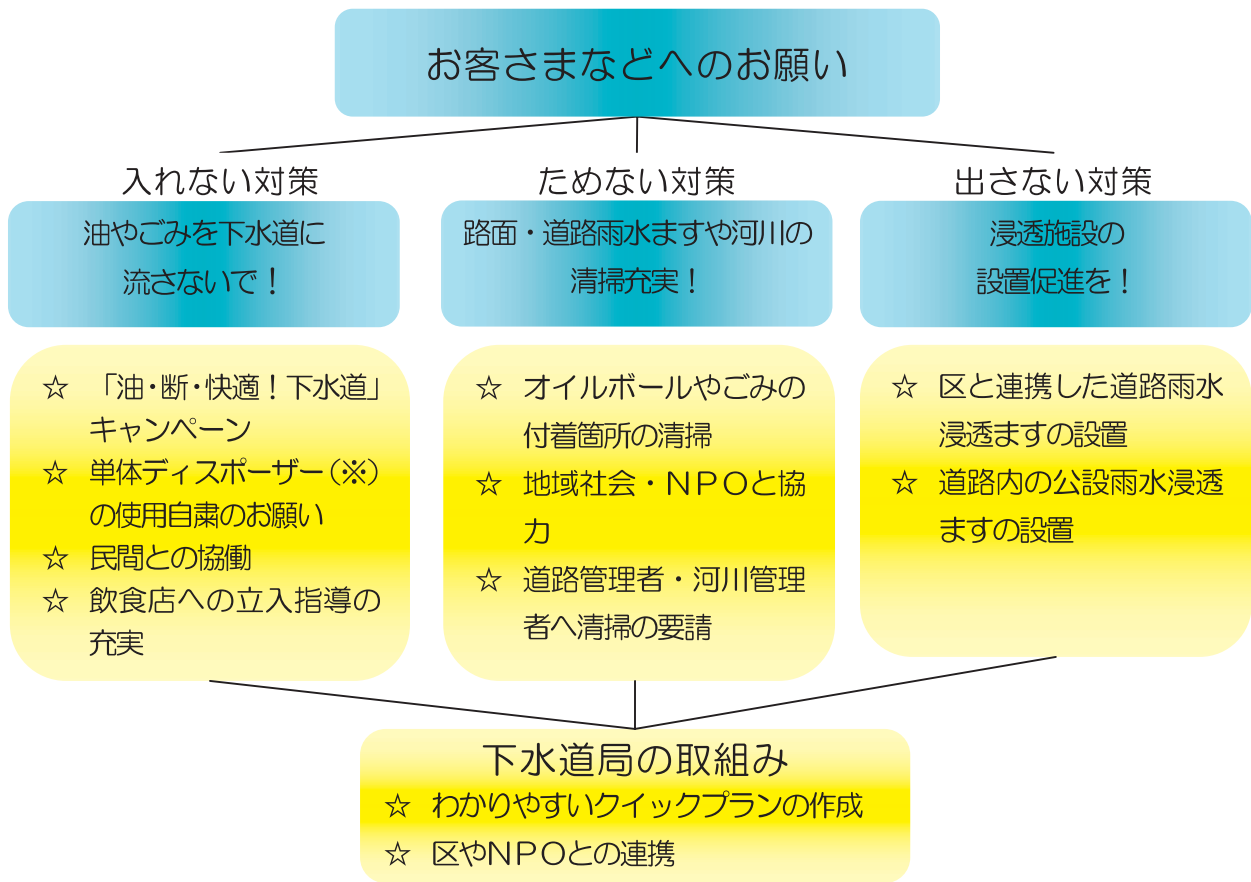 お客さまなどへのお願い
入れない対策
油やごみを下水道に
流さないで！
☆ 「油・断・快適！下水道」
キャンペーン
☆ 単体ディスポーザー（※）
の使用自粛のお願い
☆ 民間との協働
☆ 飲食店への立入指導の
充実
ためない対策
路面・道路雨水ますや河川の
清掃充実！
☆ オイルボールやごみの
付着箇所の清掃
☆ 地域社会・ＮＰＯと協
力
☆ 道路管理者・河川管理
者へ清掃の要請
出さない対策
浸透施設の
設置促進を！
☆ 区と連携した道路雨水
浸透ますの設置
☆ 道路内の公設雨水浸透
ますの設置
下水道局の取組み
☆ わかりやすいクイックプランの作成
☆ 区やＮＰＯとの連携